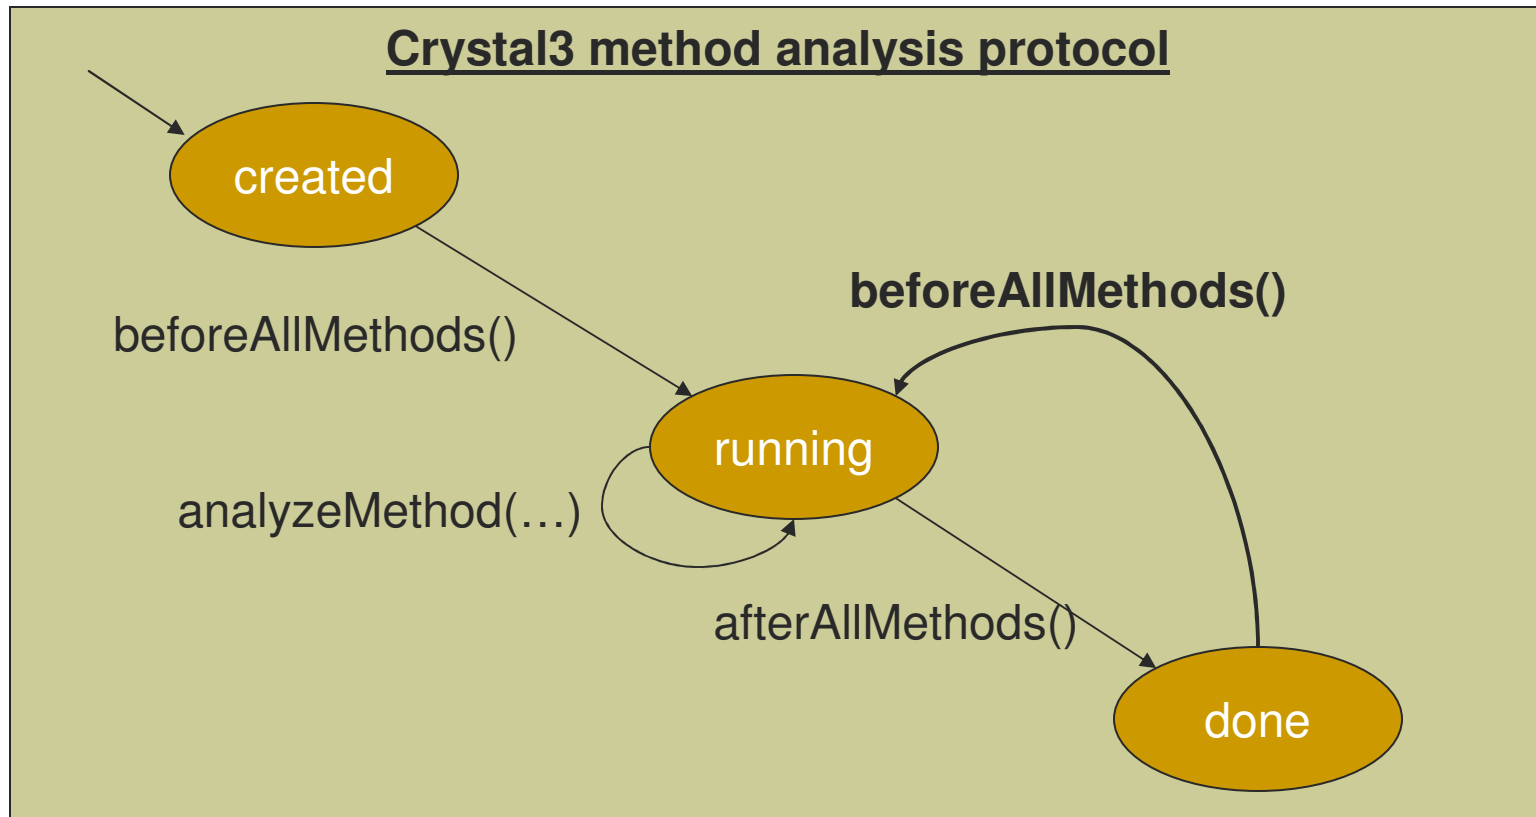 Crystal3 method analysis protocol
created
beforeAllMethods()
beforeAllMethods()
running
analyzeMethod(…)
afterAllMethods()
done